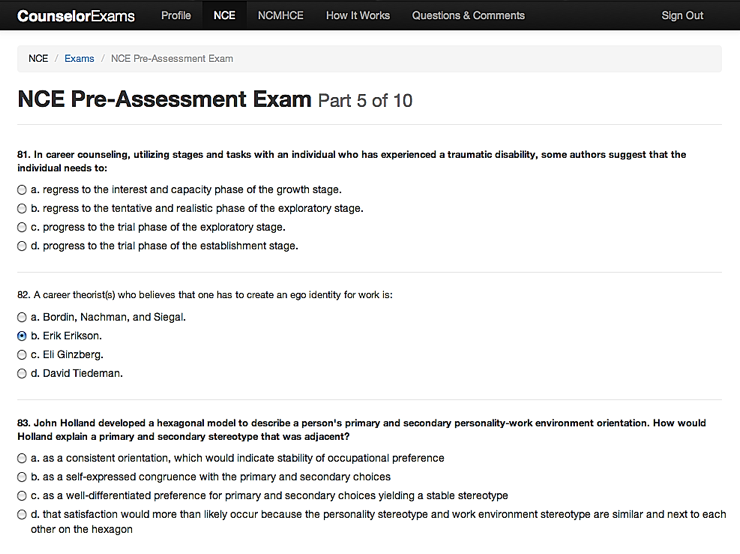 CounselorExams Profile NCE NCMHCE How It Works Questions & Comments Sign Out
NCE / Exams / NCE Pre-Assessment Exam
NCE Pre-Assessment Exam Part 5 of 10
81. In career counseling, utilizing stages and tasks with an individual who has experienced a traumatic disability, some authors suggest that the
individual needs to:
a. regress to the interest and capacity phase of the growth stage.
b. regress to the tentative and realistic phase of the exploratory stage.
c. progress to the trial phase of the exploratory stage.
d. progress to the trial phase of the establishment stage.
82. A career theorist(s) who believes that one has to create an ego identity for work is:
a. Bordin, Nachman, and Siegal.
b. Erik Erikson.
c. Eli Ginzberg.
d. David Tiedeman.
83. John Holland developed a hexagonal model to describe a person's primary and secondary personality-work environment orientation. How would
Holland explain a primary and secondary stereotype that was adjacent?
a. as a consistent orientation, which would indicate stability of occupational preference
b. as a self-expressed congruence with the primary and secondary choices
c. as a well-differentiated preference for primary and secondary choices yielding a stable stereotype
d. that satisfaction would more than likely occur because the personality stereotype and work environment stereotype are similar and next to each
other on the hexagon